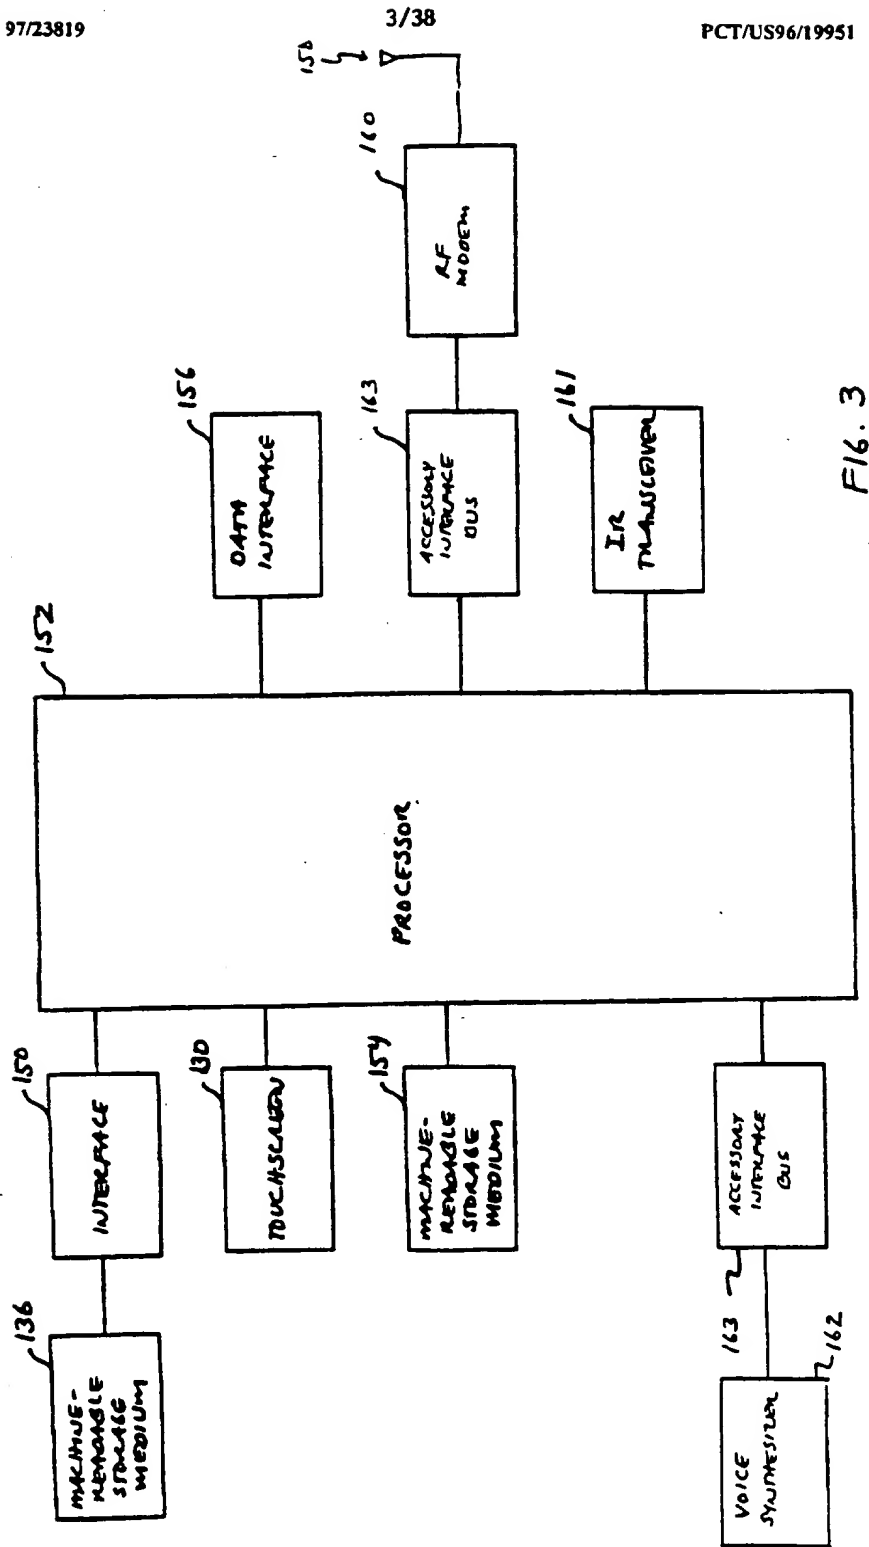 97/23819
3/38
PCT/US96/19951
158
160
RF
MODEM
156
DATA
INTERFACE
163
ACCESSORY
INTERFACE
BUS
161
IR
TRANSCEIVER
FIG. 3
152
PROCESSOR
150
INTERFACE
130
TOUCHSCREEN
154
MACHINE-
READABLE
STORAGE
MEDIUM
ACCESSORY
INTERFACE
BUS
163
136
MACHINE-
READABLE
STORAGE
MEDIUM
162
VOICE
SYNTHESIZER